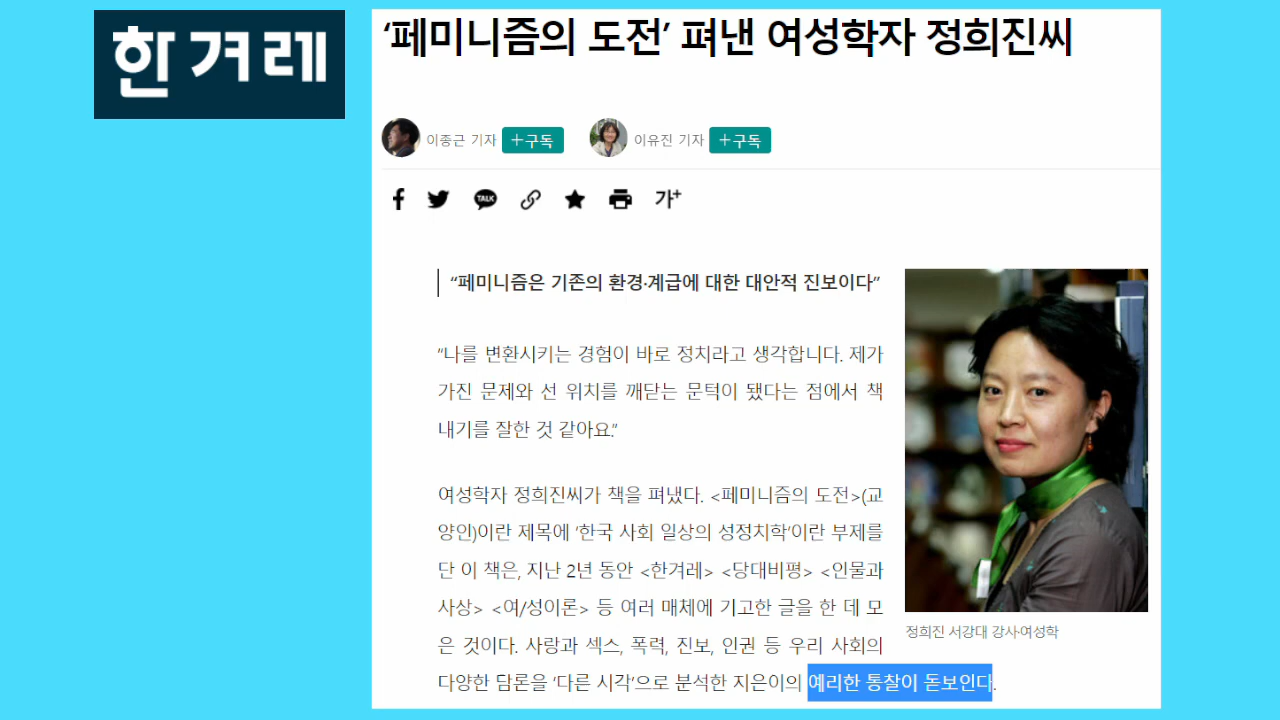 한겨레
‘페미니즘의 도전’ 펴낸 여성학자 정희진씨
이종근 기자 +구독 이유진 기자 +구독
TALK 가+
“페미니즘은 기존의 환경·계급에 대한 대안적 진보이다”
“나를 변환시키는 경험이 바로 정치라고 생각합니다. 제가
가진 문제와 선 위치를 깨닫는 문턱이 됐다는 점에서 책
내기를 잘한 것 같아요.”
여성학자 정희진씨가 책을 펴냈다. <페미니즘의 도전>(교
양인)이란 제목에 ‘한국 사회 일상의 성정치학’이란 부제를
단 이 책은, 지난 2년 동안 <한겨레> <당대비평> <인물과
사상> <여/성이론> 등 여러 매체에 기고한 글을 한 데 모
은 것이다. 사랑과 섹스, 폭력, 진보, 인권 등 우리 사회의
다양한 담론을 ‘다른 시각’으로 분석한 지은이의 예리한 통찰이 돋보인다.
정희진 서강대 강사·여성학